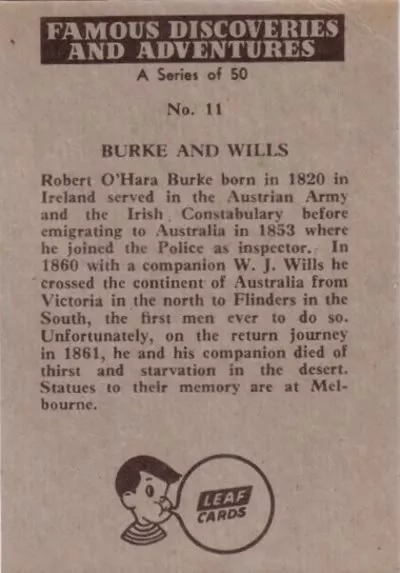 FAMOUS DISCOVERIES
AND ADVENTURES
A Series of 50
No. 11
BURKE AND WILLS
Robert O'Hara Burke born in 1820 in
Ireland served in the Austrian Army
and the Irish Constabulary before
emigrating to Australia in 1853 where
he joined the Police as inspector. In
1860 with a companion W. J. Wills he
crossed the continent of Australia from
Victoria in the north to Flinders in the
South, the first men ever to do so.
Unfortunately, on the return journey
in 1861, he and his companion died of
thirst and starvation in the desert.
Statues to their memory are at Mel-
bourne.
LEAF
CARDS